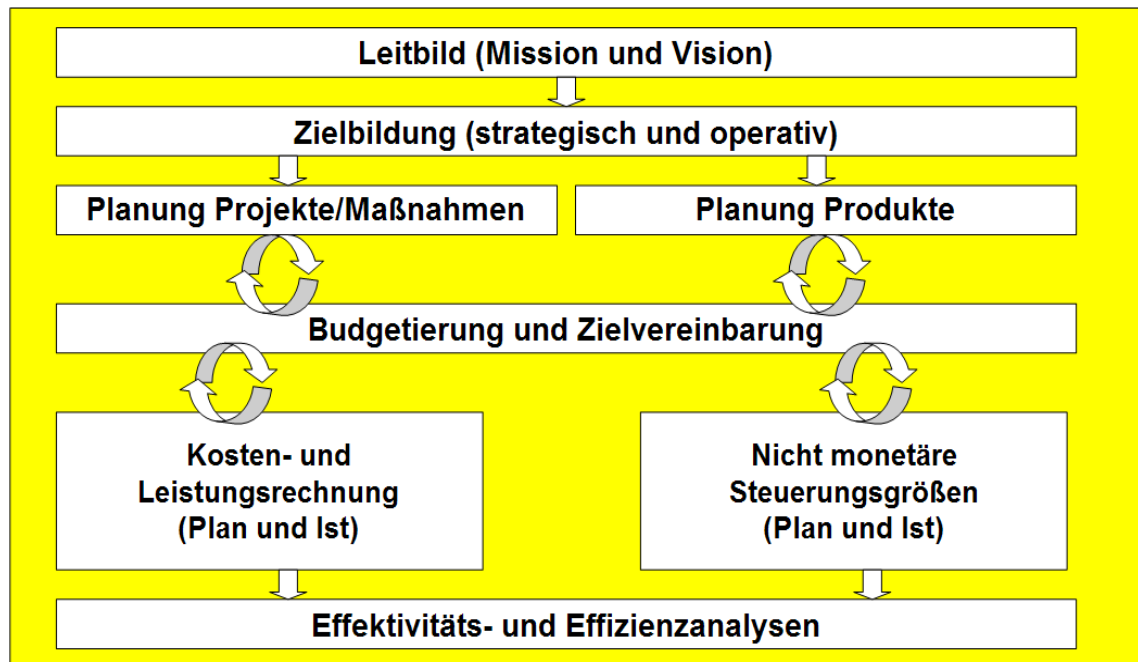 Leitbild (Mission und Vision)
Zielbildung (strategisch und operativ)
Planung Projekte/Maßnahmen
Planung Produkte
Budgetierung und Zielvereinbarung
Kosten- und
Leistungsrechnung
(Plan und Ist)
Nicht monetäre
Steuerungsgrößen
(Plan und Ist)
Effektivitäts- und Effizienzanalysen